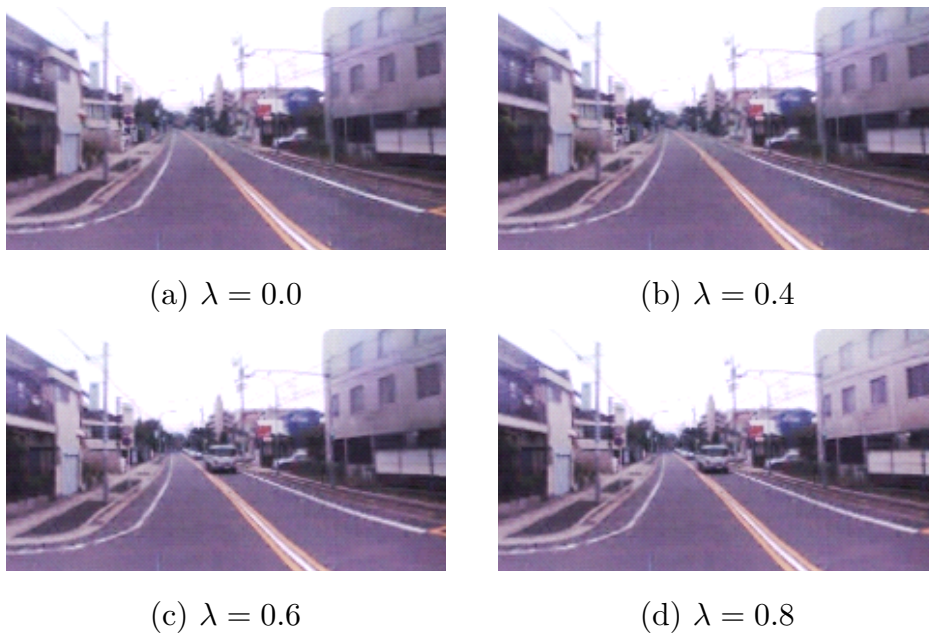 (a) λ = 0.0
(b) λ = 0.4
(c) λ = 0.6
(d) λ = 0.8